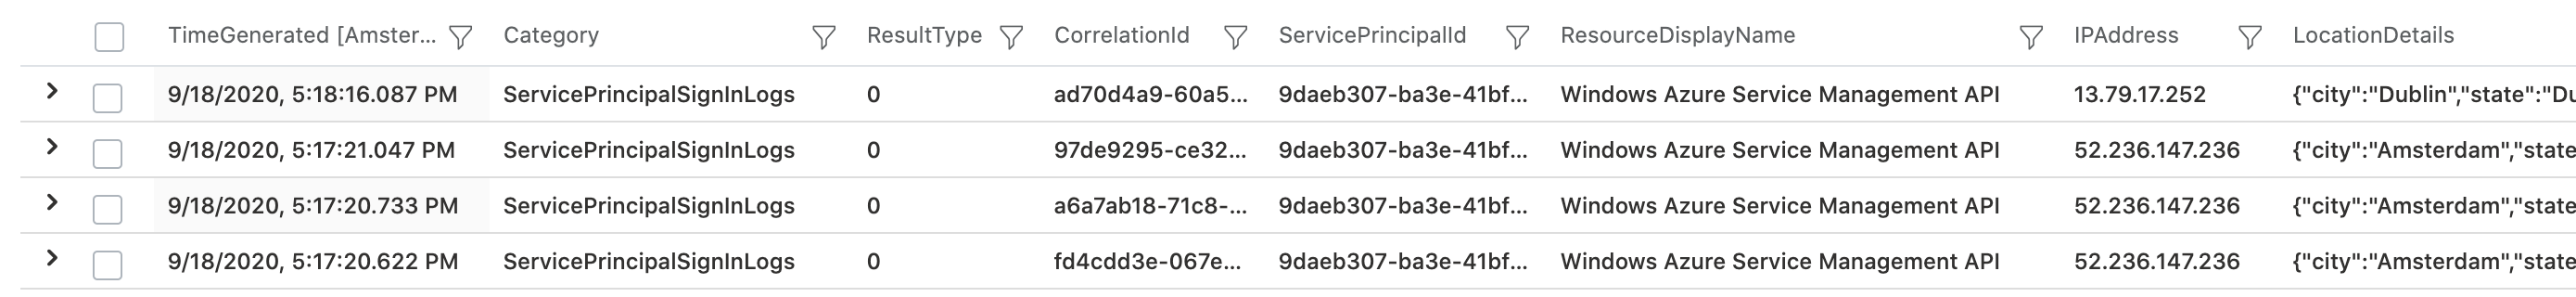 TimeGenerated [Amster... Category ResultType CorrelationId ServicePrincipalId ResourceDisplayName IPAddress LocationDetails
9/18/2020, 5:18:16.087 PM ServicePrincipalSignInLogs 0 ad70d4a9-60a5... 9daeb307-ba3e-41bf... Windows Azure Service Management API 13.79.17.252 {"city":"Dublin","state":"Du
9/18/2020, 5:17:21.047 PM ServicePrincipalSignInLogs 0 97de9295-ce32... 9daeb307-ba3e-41bf... Windows Azure Service Management API 52.236.147.236 {"city":"Amsterdam","state
9/18/2020, 5:17:20.733 PM ServicePrincipalSignInLogs 0 a6a7ab18-71c8-... 9daeb307-ba3e-41bf... Windows Azure Service Management API 52.236.147.236 {"city":"Amsterdam","state
9/18/2020, 5:17:20.622 PM ServicePrincipalSignInLogs 0 fd4cdd3e-067e... 9daeb307-ba3e-41bf... Windows Azure Service Management API 52.236.147.236 {"city":"Amsterdam","state